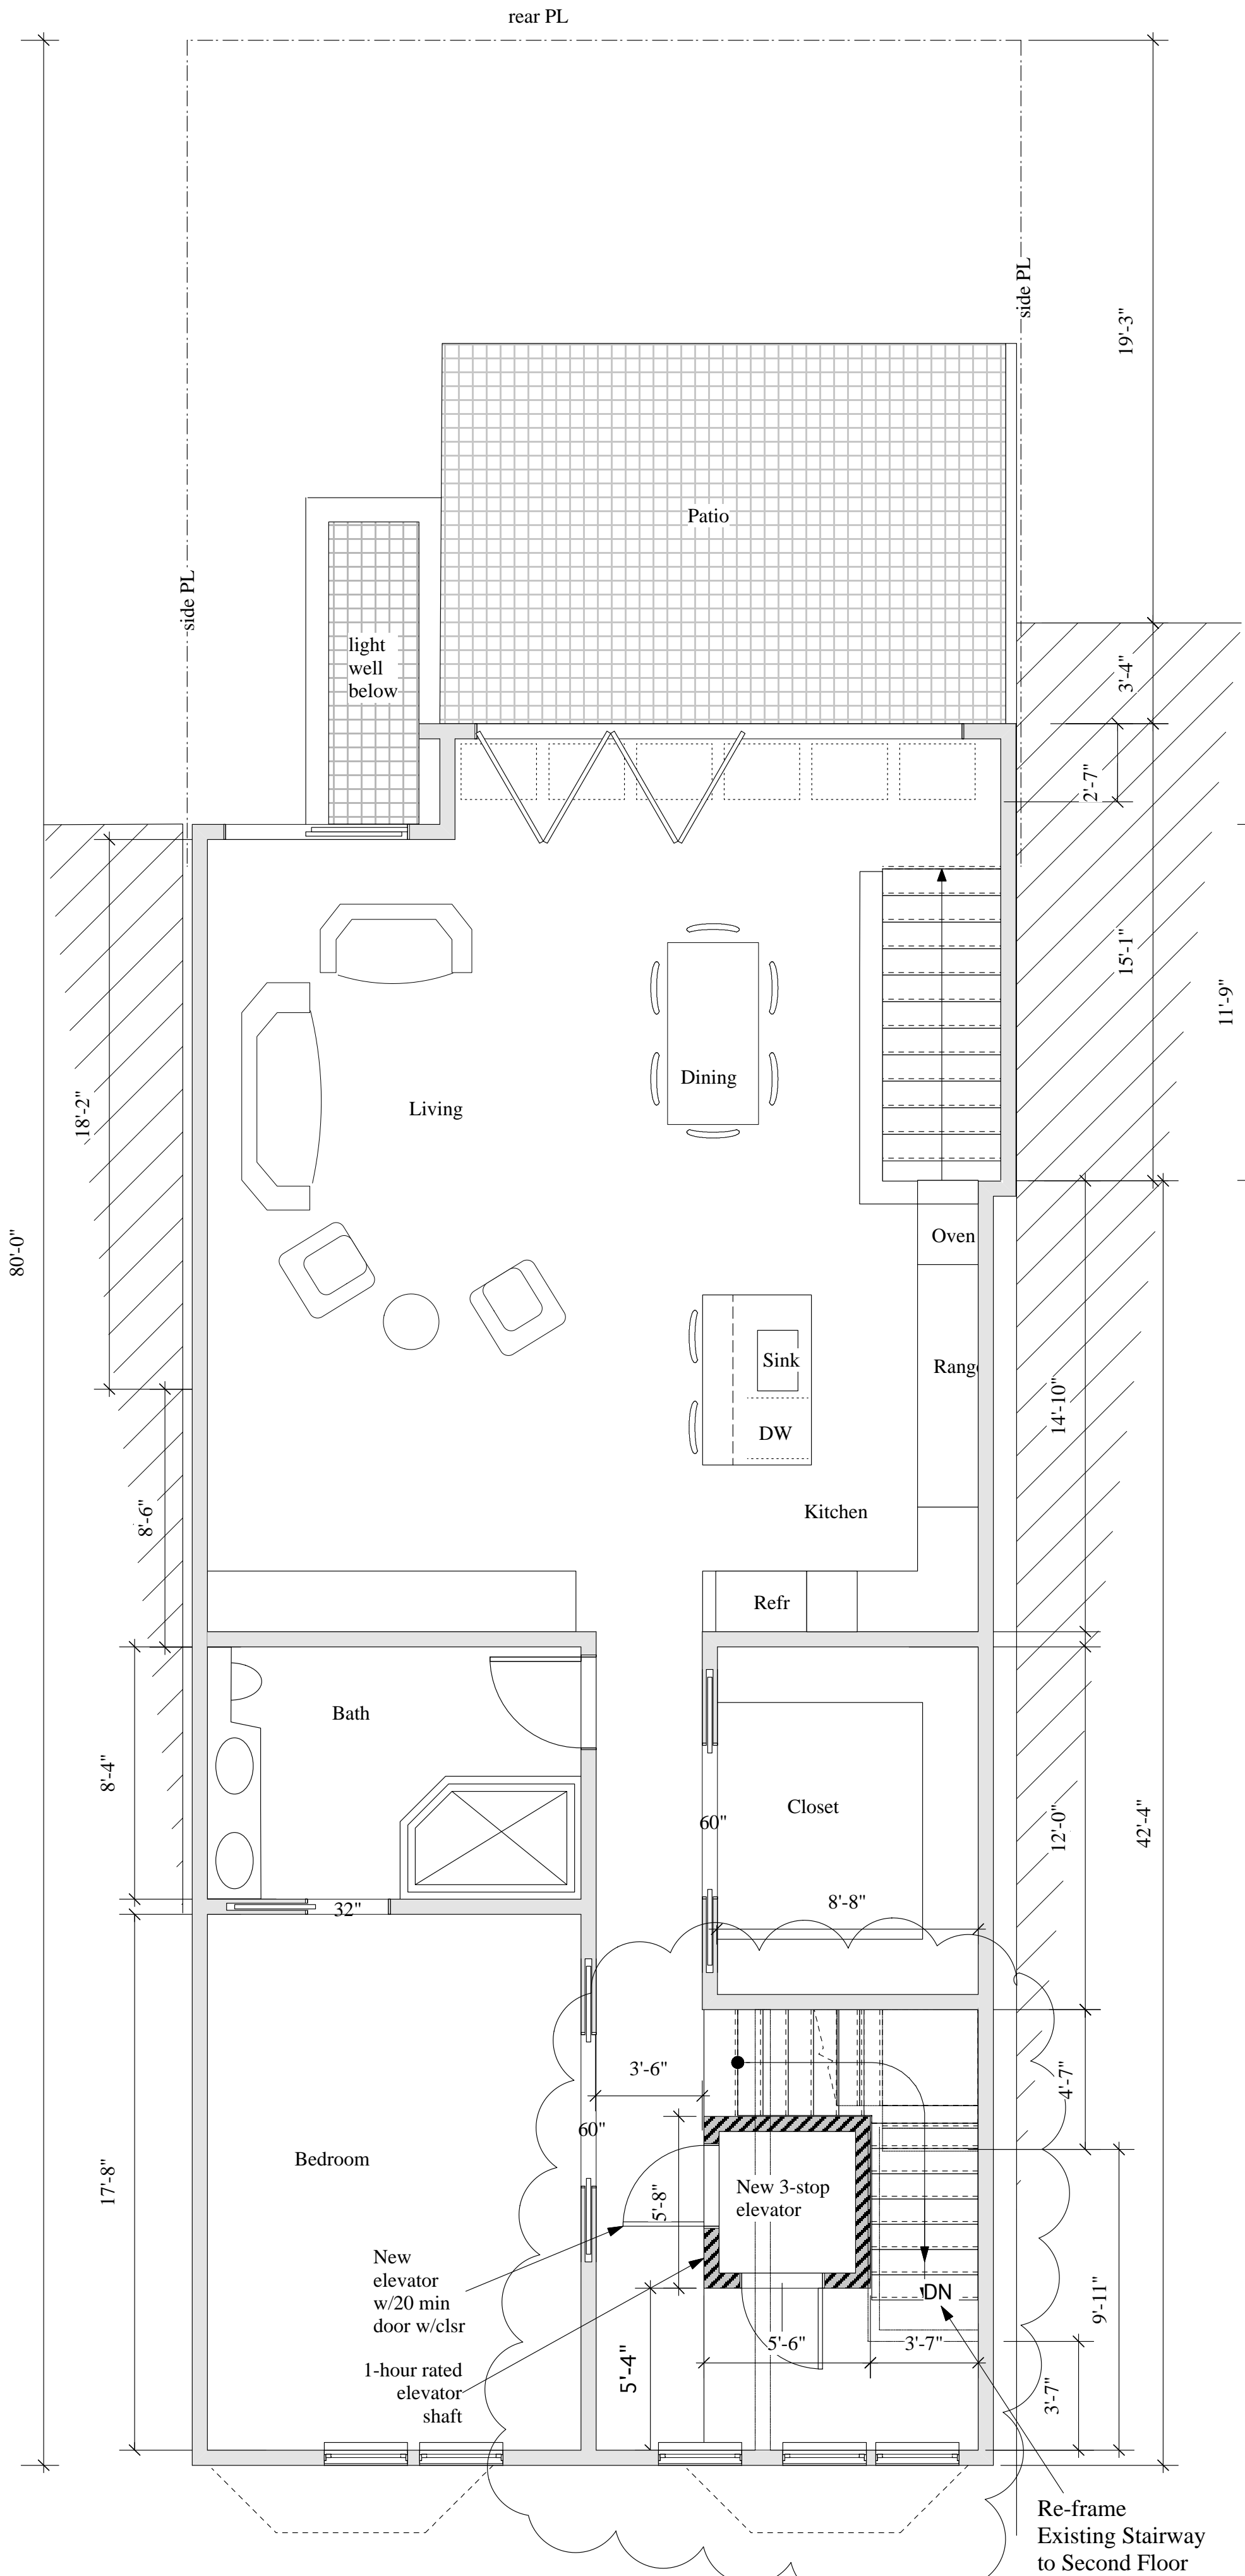 rear PL
side PL
19'-3"
Patio
side PL
light
well
below
3'-4"
2'-7"
15'-1"
11'-9"
18'-2"
Living
Dining
80'-0"
Oven
Sink
Rang
DW
14'-10"
8'-6"
Kitchen
Refr
Bath
8'-4"
Closet
60"
12'-0"
42'-4"
8'-8"
32"
3'-6"
4'-7"
60"
Bedroom
17'-8"
5'-8"
New 3-stop
elevator
New
elevator
w/20 min
door w/clsr
DN
9'-11"
5'-6"
3'-7"
5'-4"
1-hour rated
elevator
shaft
3'-7"
Re-frame
Existing Stairway
to Second Floor